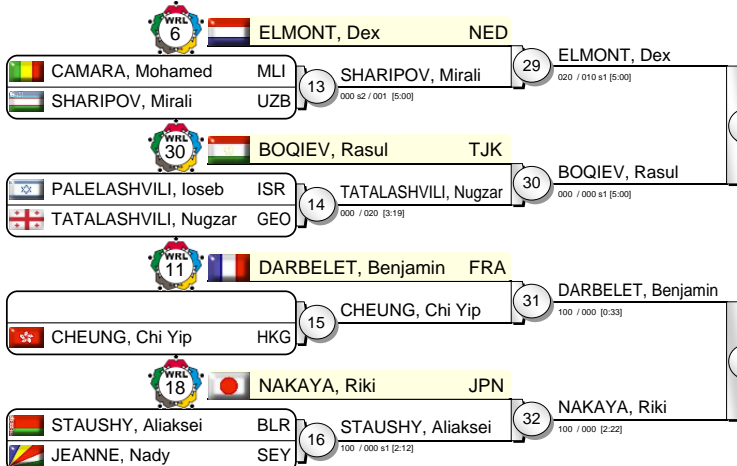 WRL
6
ELMONT, Dex NED
CAMARA, Mohamed MLI
SHARIPOV, Mirali UZB
13
SHARIPOV, Mirali
000 s2 / 001 [5:00]
29
ELMONT, Dex
020 / 010 s1 [5:00]
WRL
30
BOQIEV, Rasul TJK
PALELASHVILI, Ioseb ISR
TATALASHVILI, Nugzar GEO
14
TATALASHVILI, Nugzar
000 / 020 [3:19]
30
BOQIEV, Rasul
000 / 000 s1 [5:00]
WRL
11
DARBELET, Benjamin FRA
CHEUNG, Chi Yip HKG
15
CHEUNG, Chi Yip
31
DARBELET, Benjamin
100 / 000 [0:33]
WRL
18
NAKAYA, Riki JPN
STAUSHY, Aliaksei BLR
JEANNE, Nady SEY
16
STAUSHY, Aliaksei
100 / 000 s1 [2:12]
32
NAKAYA, Riki
100 / 000 [2:22]